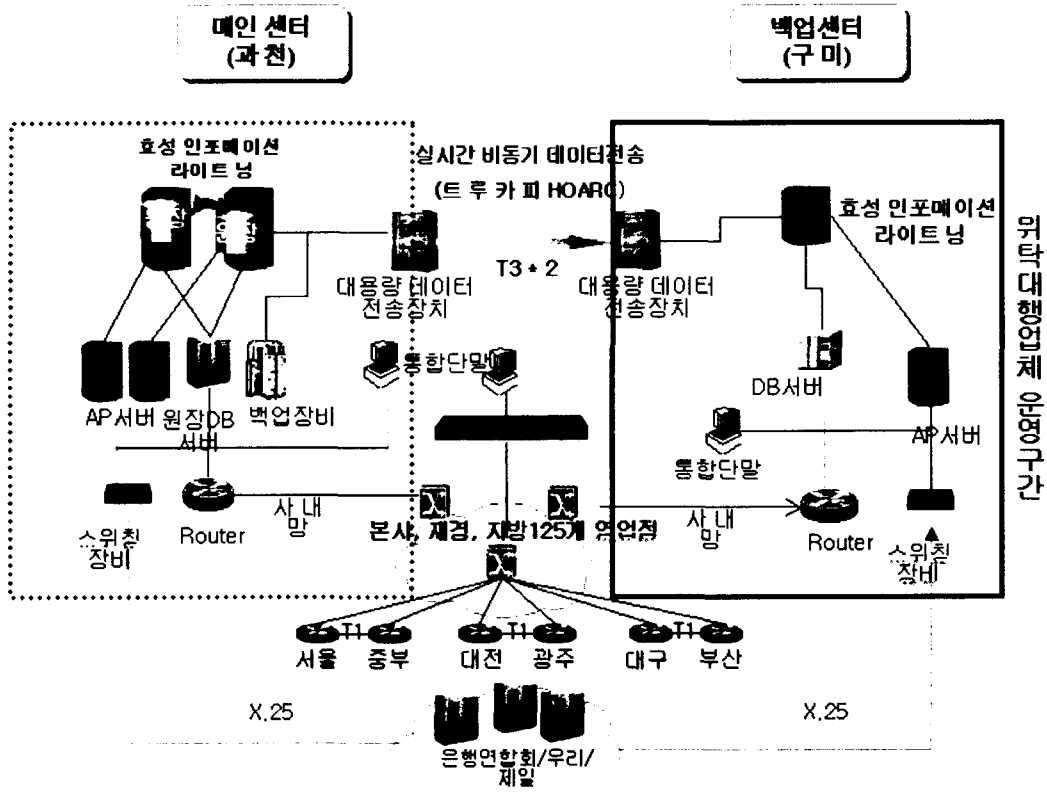 메인 센터
(과 천)
백업센터
(구 미)
효성 인포메이션
라이트 닝
실시간 비동기 데이터전송
(트 루 카 피 HOARC)
T3 * 2
대용량 데이터
전송장치
대용량 데이터
전송장치
효성 인포메이션
라이트 닝
위탁대행업체 운영구간
AP서버
원장DB
서버
백업장비
통합단말
DB서버
AP서버
통합단말
스위칭
장비
Router
사 내
망
본사, 재경, 지방125개 영업점
사 내
망
Router
스위칭
장비
T1
T1
T1
서울
중부
대전
광주
대구
부산
X.25
X.25
은행연합회/우리/
제일